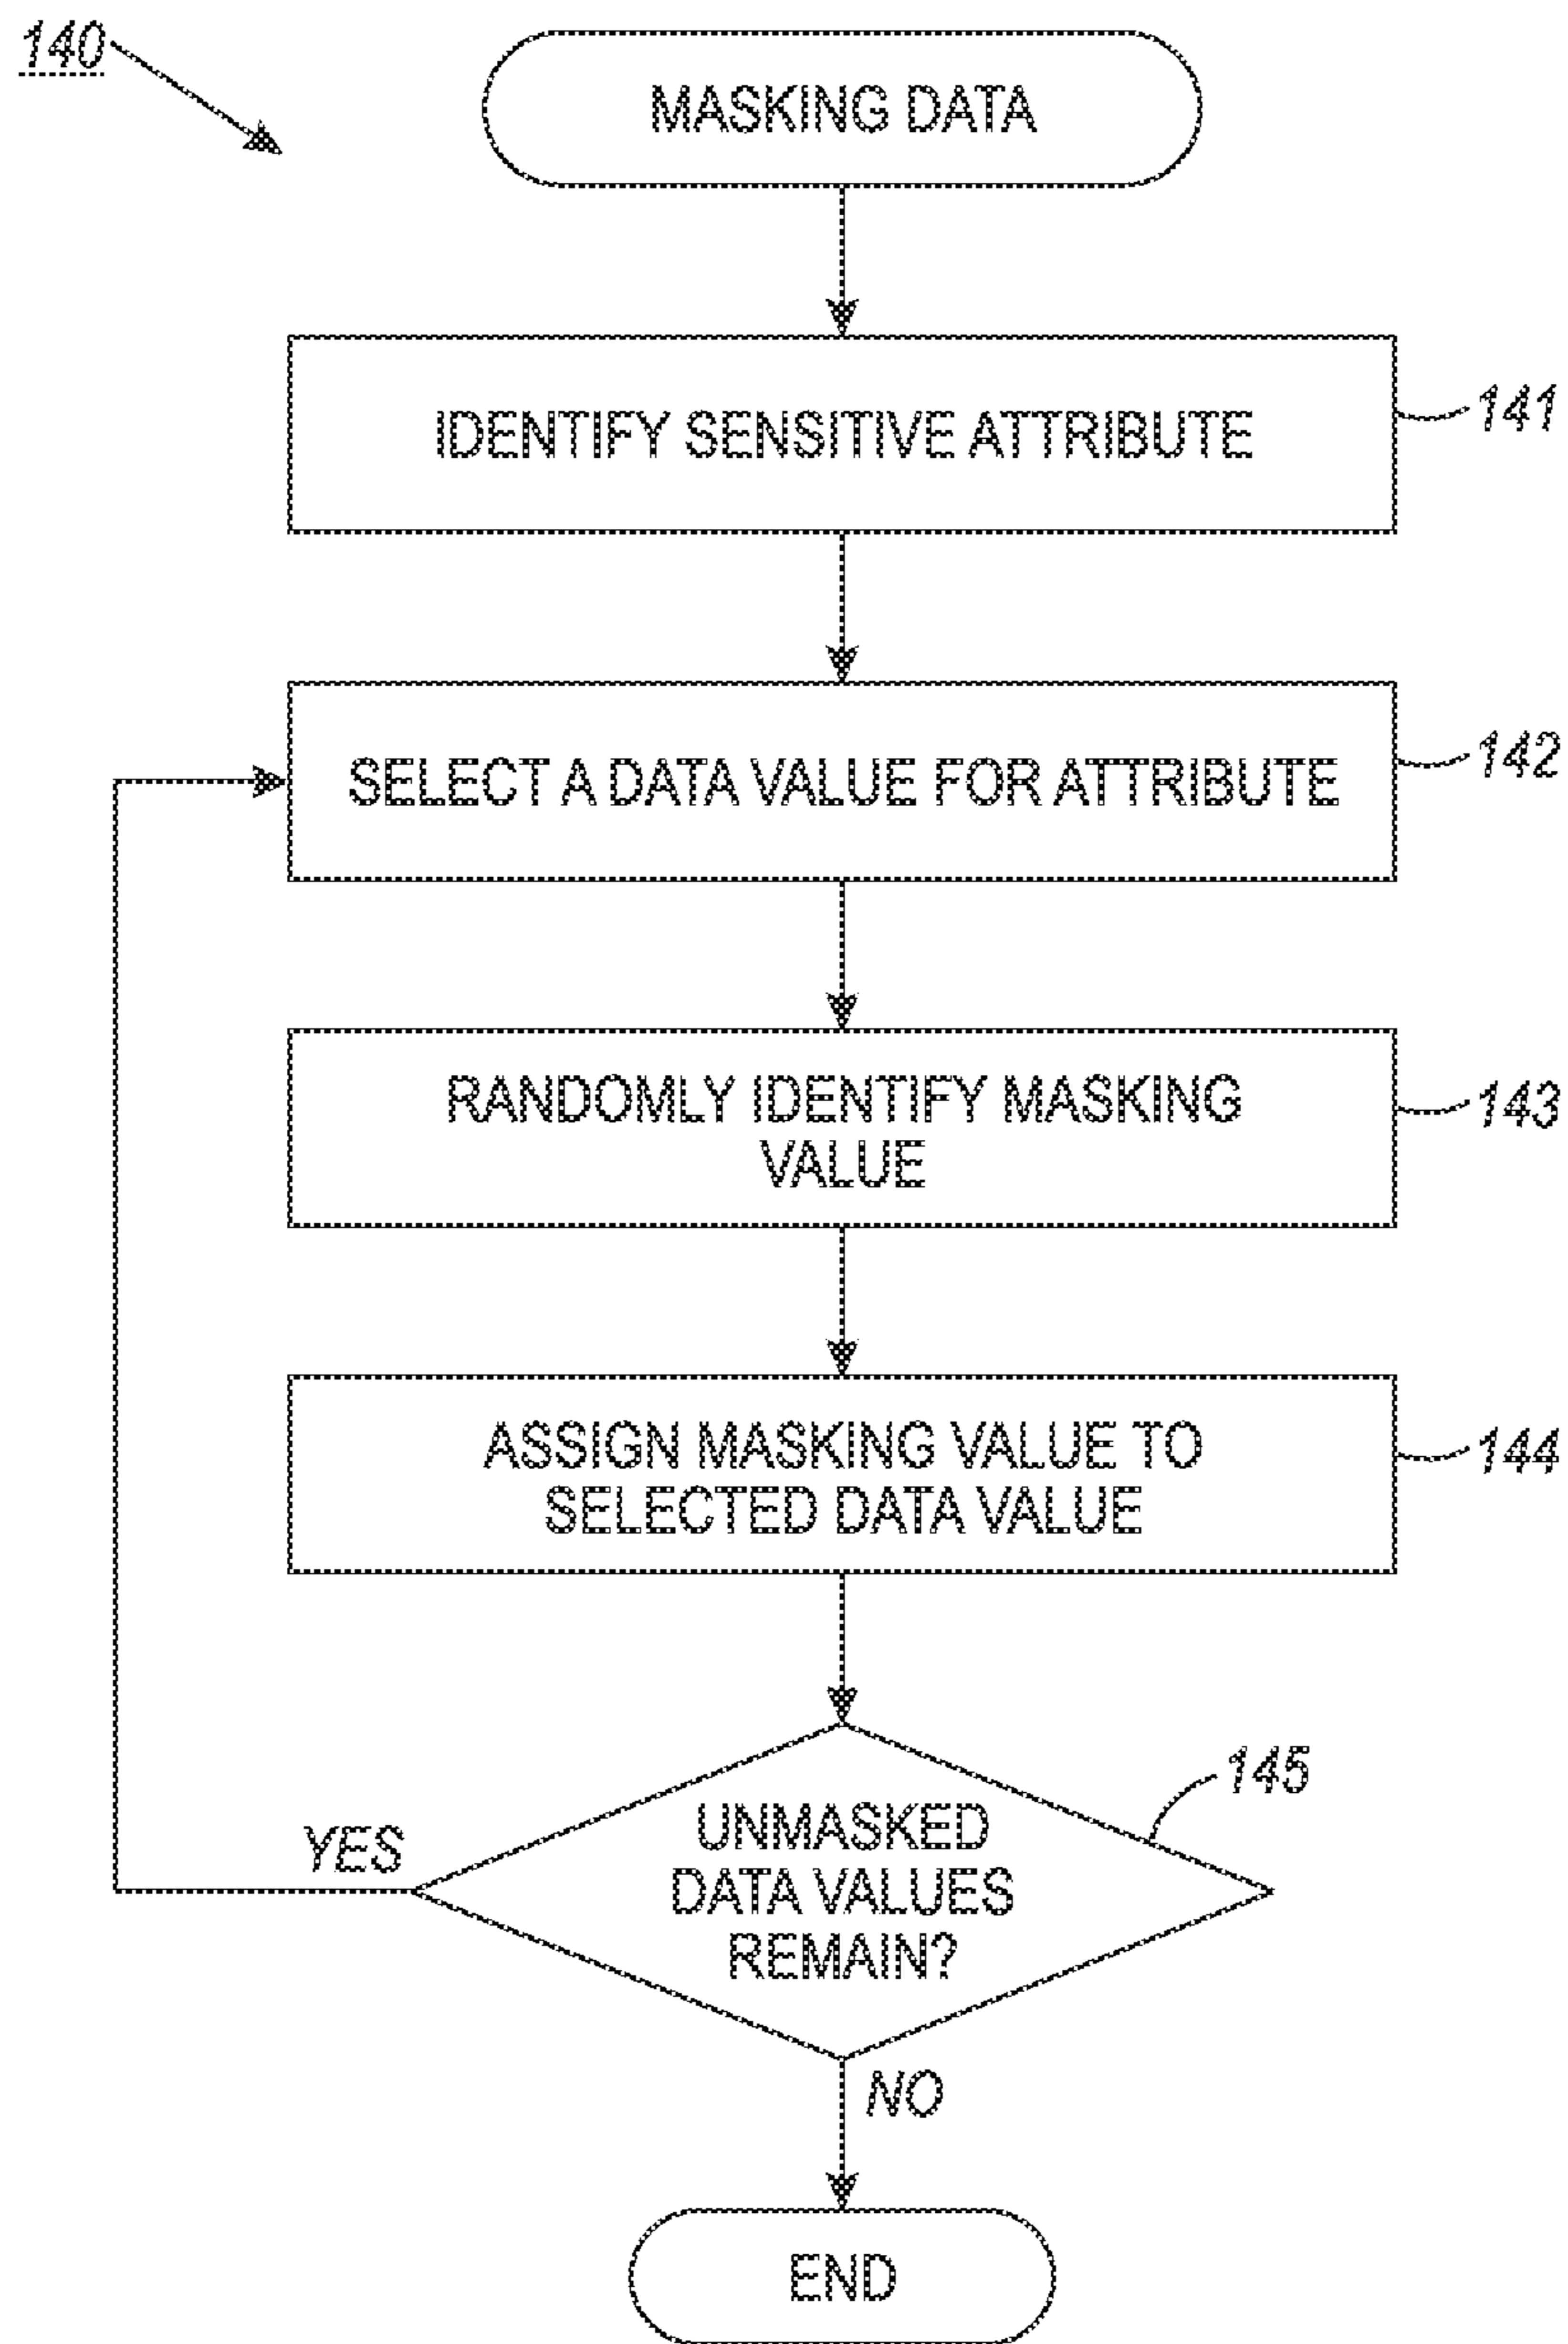 140
MASKING DATA
IDENTIFY SENSITIVE ATTRIBUTE
141
SELECT A DATA VALUE FOR ATTRIBUTE
142
RANDOMLY IDENTIFY MASKING
VALUE
143
ASSIGN MASKING VALUE TO
SELECTED DATA VALUE
144
145
UNMASKED
DATA VALUES
REMAIN?
YES
NO
END